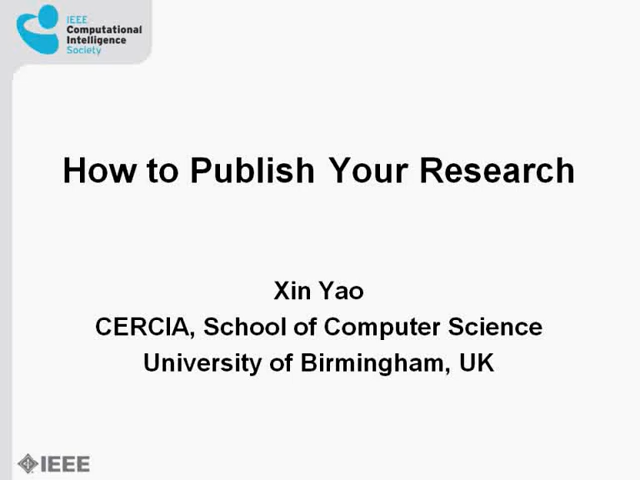 IEEE
Computational
Intelligence
Society
How to Publish Your Research
Xin Yao
CERCIA, School of Computer Science
University of Birmingham, UK
IEEE